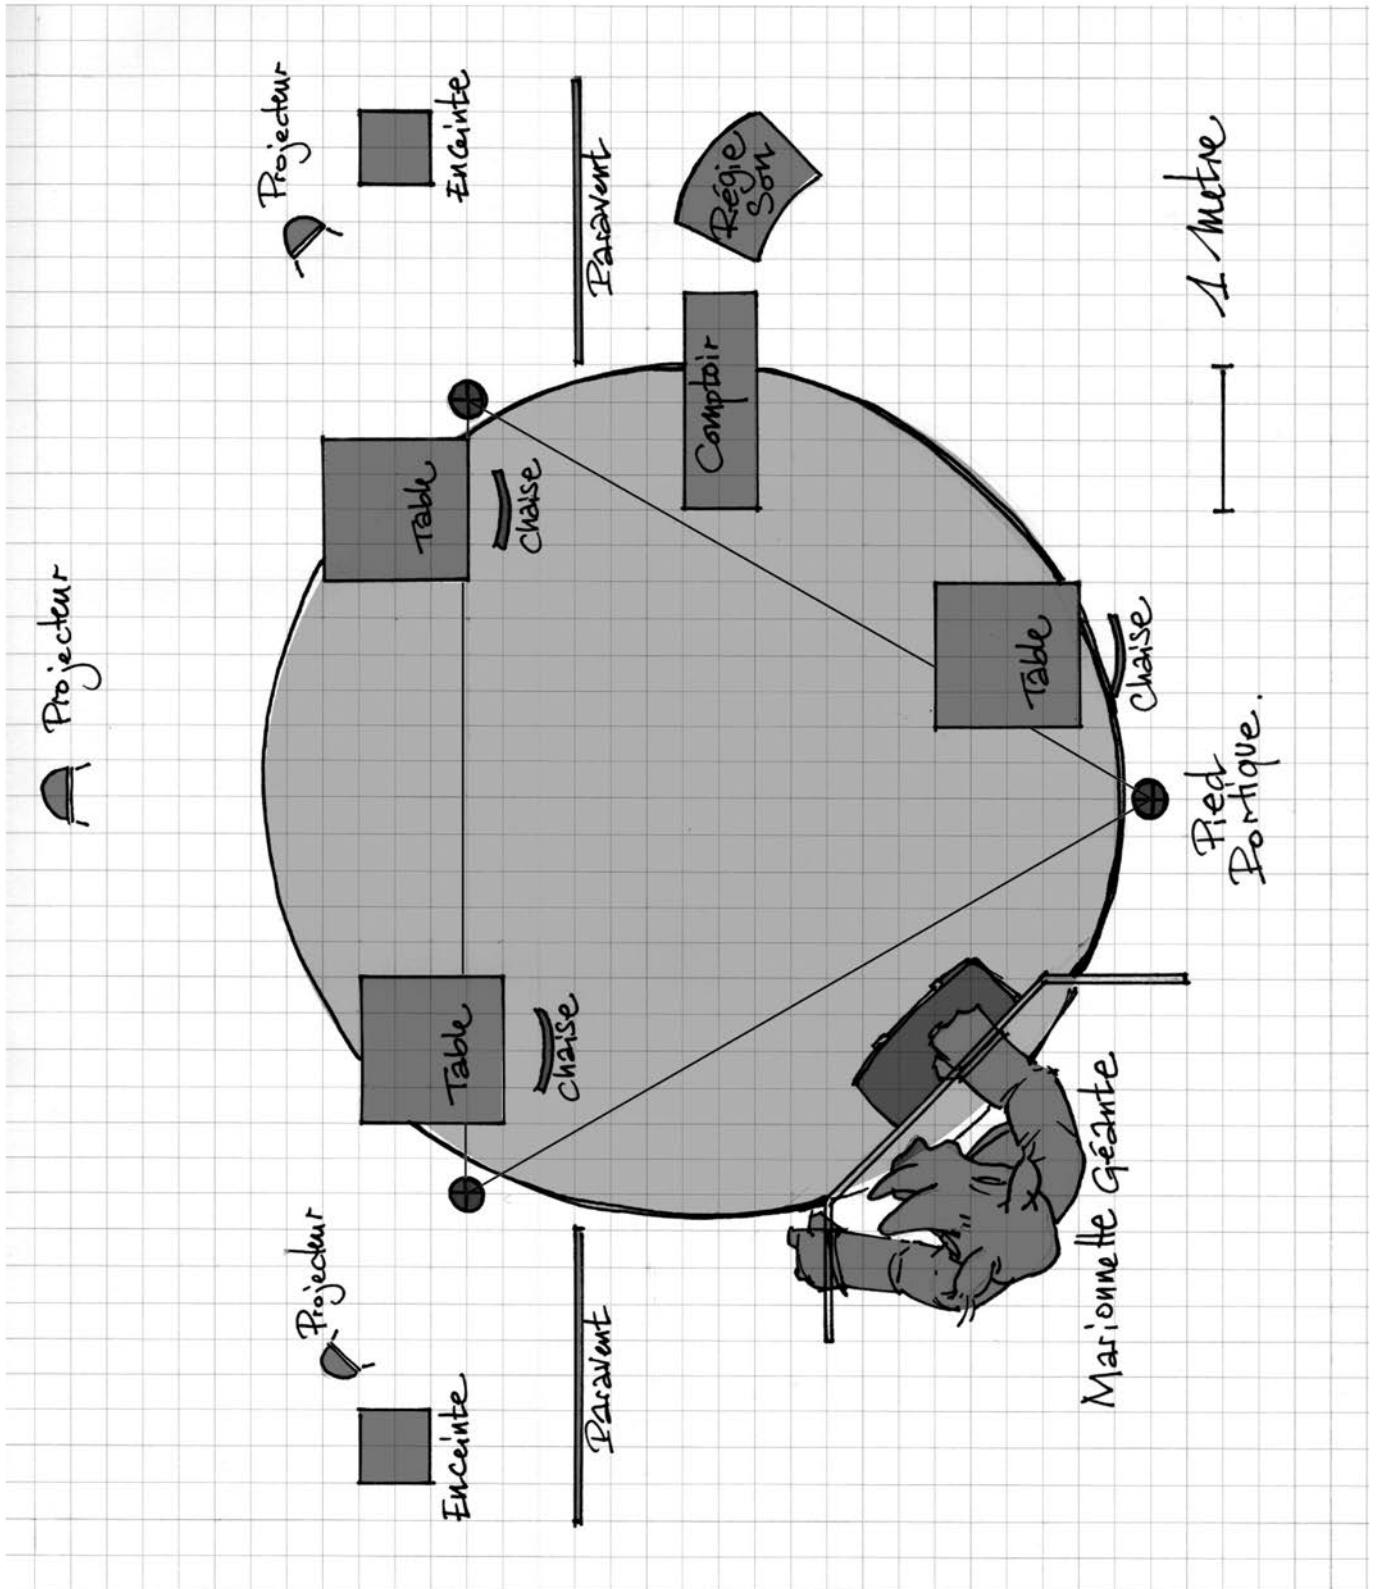 Projecteur
Enceinte
Projecteur
Enceinte
Projecteur
Paravent
Paravent
Table
Chaise
Table
Chaise
Comptoir
Régie
Son
Table
Chaise
Marionnette Géante
Pied
Portique.
1 Metre